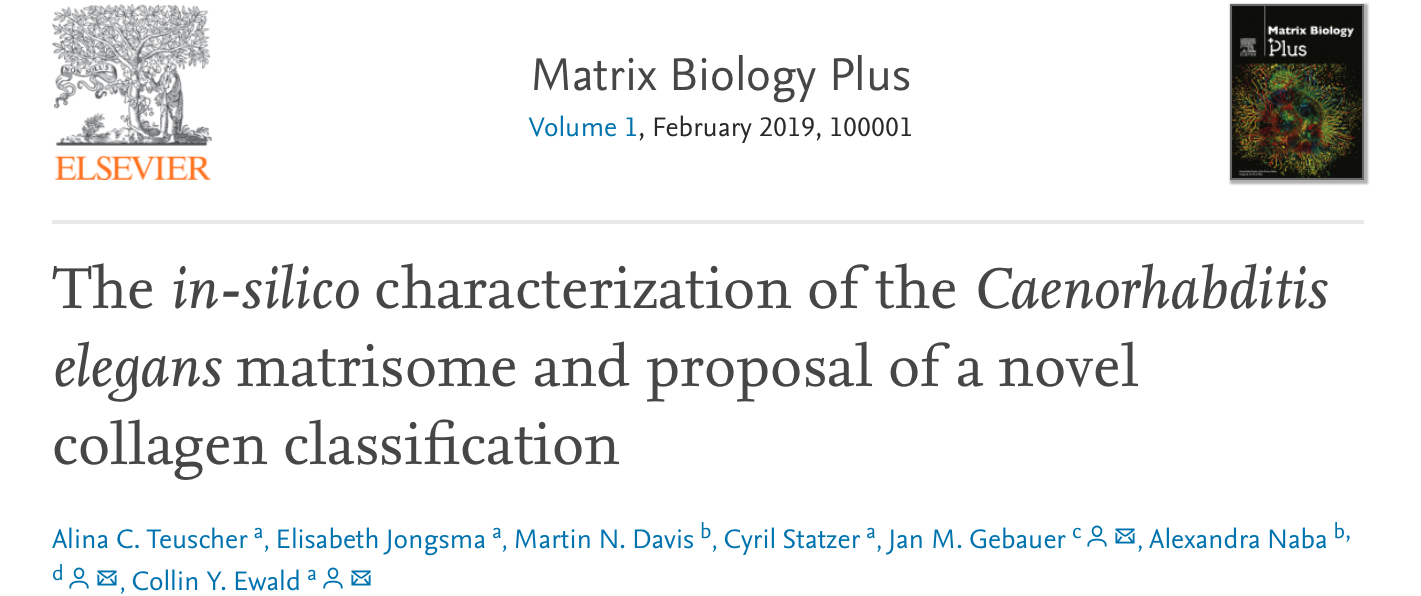 NON SOLUS
ELSEVIER
Matrix Biology Plus
Volume 1, February 2019, 100001
Matrix Biology
Plus
The in-silico characterization of the Caenorhabditis
elegans matrisome and proposal of a novel
collagen classification
Alina C. Teuscher a, Elisabeth Jongsma a, Martin N. Davis b, Cyril Statzer a, Jan M. Gebauer c, Alexandra Naba b,
d, Collin Y. Ewald a